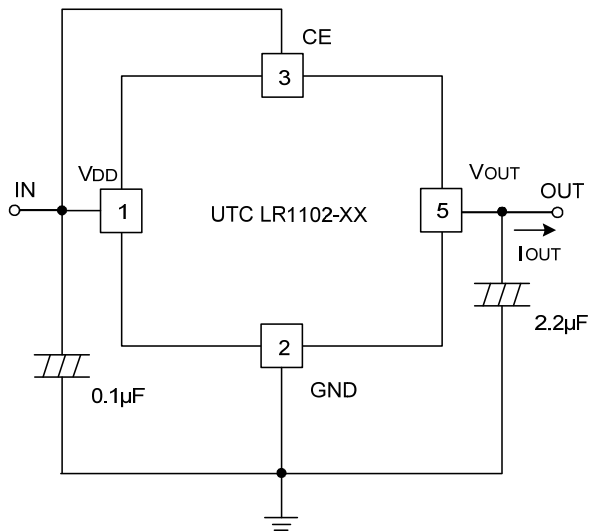 CE
3
VDD
VOUT
IN
1
UTC LR1102-XX
5
OUT
IOUT
2
2.2µF
0.1µF
GND